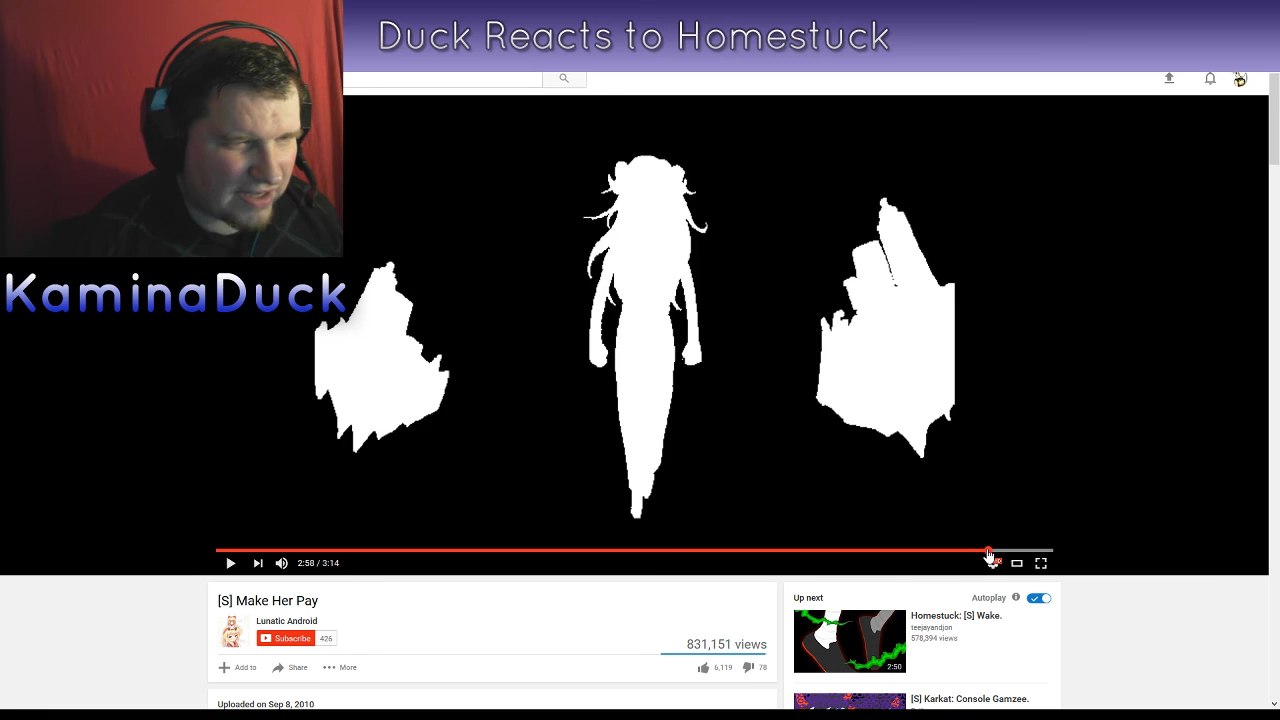 Duck Reacts to Homestuck
KaminaDuck
2:58 / 3:14
[S] Make Her Pay
Lunatic Android
Subscribe 426
831,151 views
Add to Share More
6,119 78
Uploaded on Sep 8, 2010
Up next
Autoplay
Homestuck: [S] Wake.
teejayandjon
578,394 views
2:50
[S] Karkat: Console Gamzee.